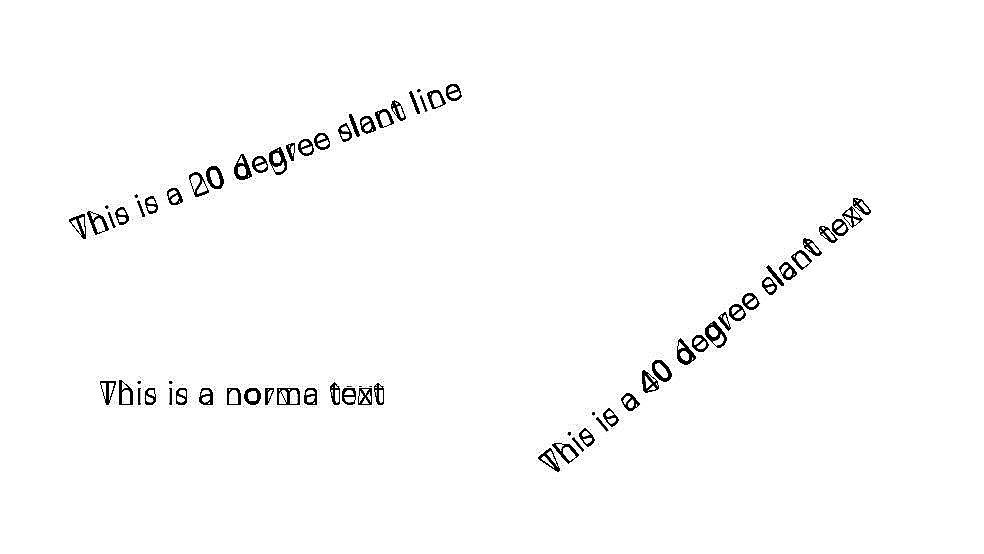 This is a 20 degree slant line
This is a 40 degree slant text
This is a norma text